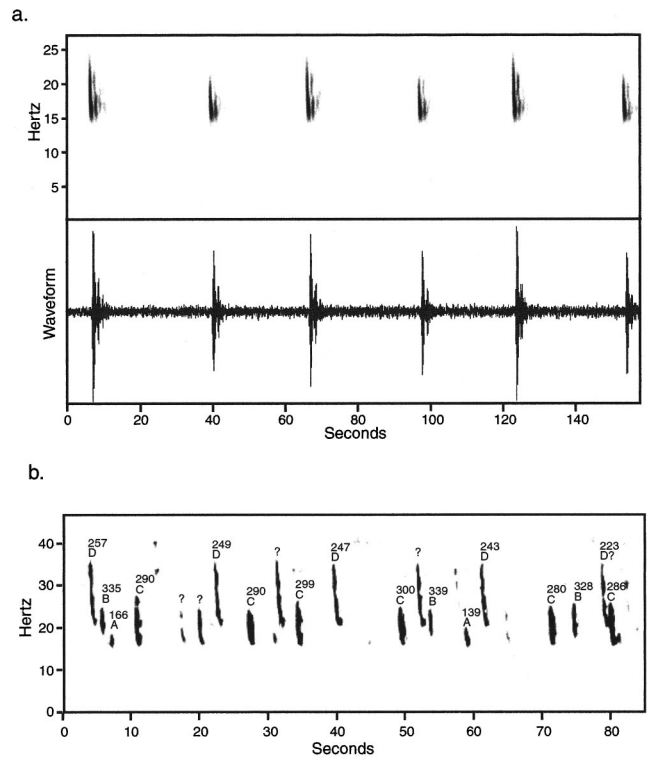 a.
25
20
15
10
5
Hertz
Waveform
0 20 40 60 80 100 120 140
Seconds
b.
40
30
20
10
0
Hertz
257 D
335 B
166 A
290 C
?
?
249 D
290 C
?
299 C
247 D
300 C
?
339 B
139 A
243 D
280 C
328 B
223 D?
286 C
0 10 20 30 40 50 60 70 80
Seconds